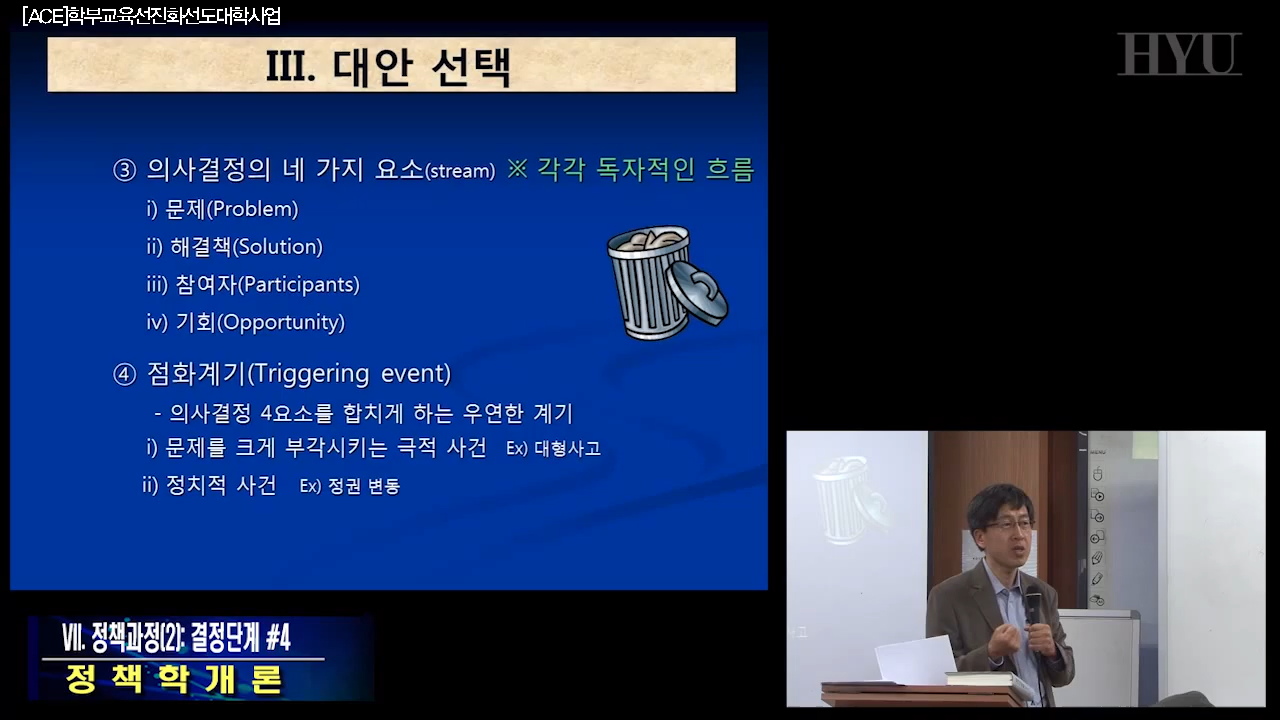 [ACE]학부교육선진화선도대학사업
III. 대안 선택
HYU
③ 의사결정의 네 가지 요소(stream) ※ 각각 독자적인 흐름
i) 문제(Problem)
ii) 해결책(Solution)
iii) 참여자(Participants)
iv) 기회(Opportunity)
④ 점화계기(Triggering event)
- 의사결정 4요소를 합치게 하는 우연한 계기
i) 문제를 크게 부각시키는 극적 사건 Ex) 대형사고
ii) 정치적 사건 Ex) 정권 변동
VII. 정책과정(2): 결정단계 #4
정 책 학 개 론